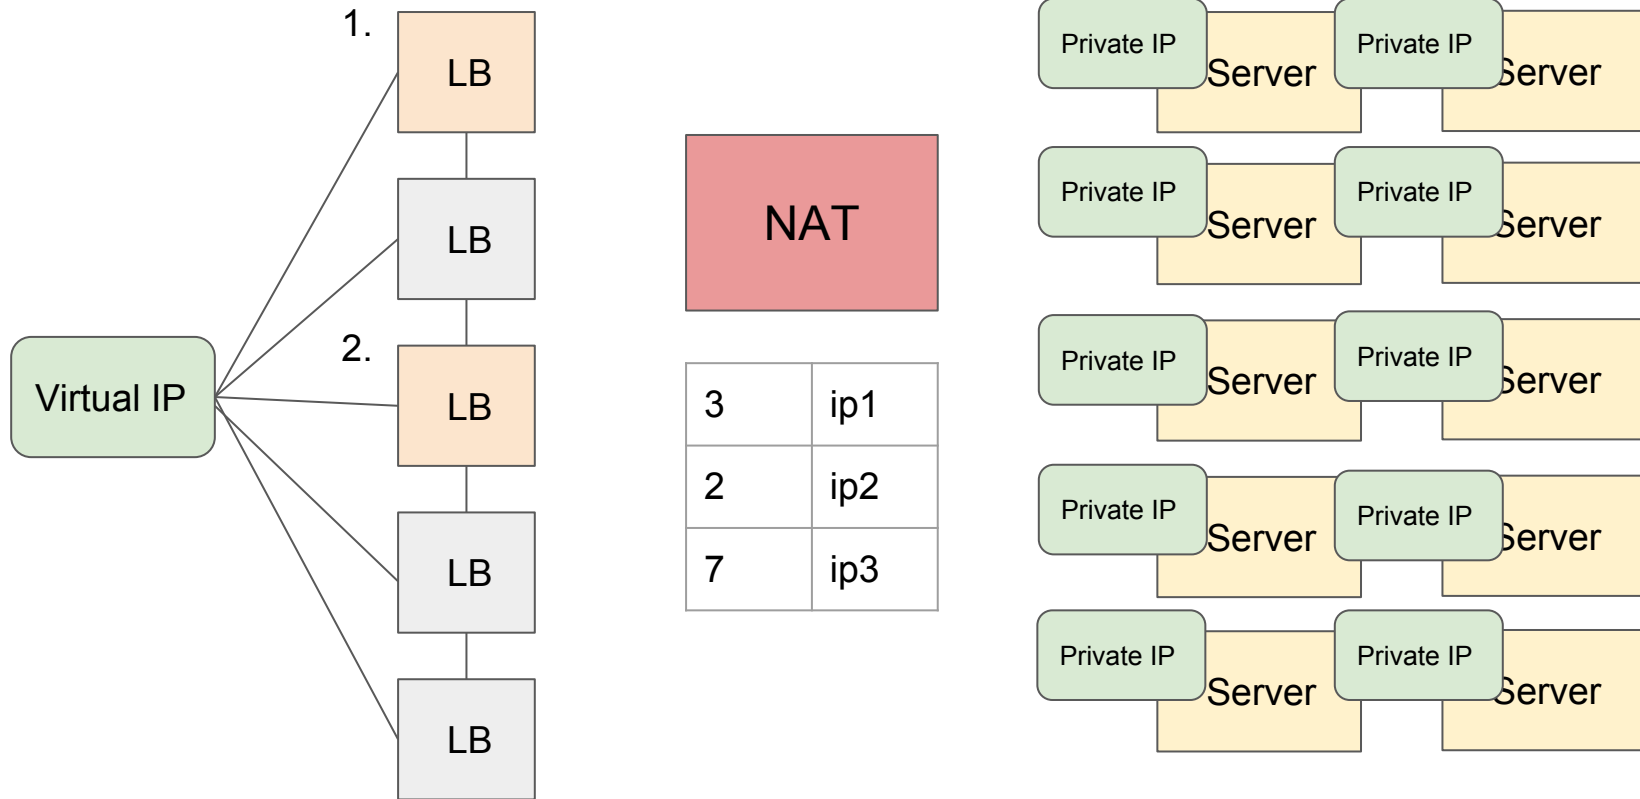 1.
LB
LB
2.
LB
LB
LB
Virtual IP
NAT
3 ip1
2 ip2
7 ip3
Private IP
Server
Private IP
Server
Private IP
Server
Private IP
Server
Private IP
Server
Private IP
Server
Private IP
Server
Private IP
Server
Private IP
Server
Private IP
Server